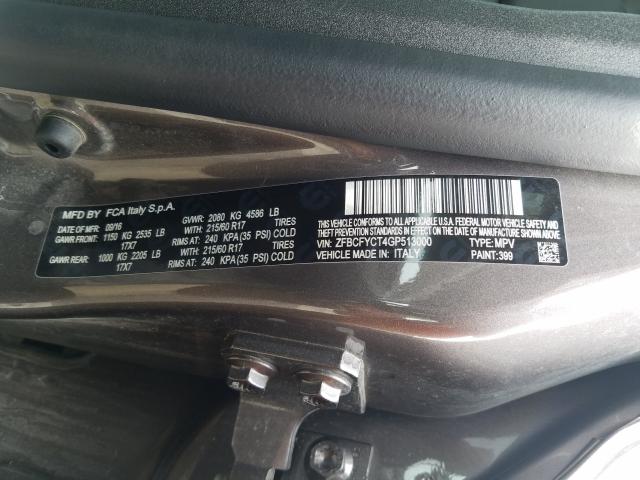 MFD BY FCA Italy S.p.A.
DATE OF MFR 09/16 GVWR: 2080 KG 4586 LB
GAWR FRONT: 1150 KG 2535 LB WITH 215/60 R17 TIRES
17X7 RIMS AT: 240 KPA (35 PSI) COLD
GAWR REAR: 1000 KG 2205 LB WITH 215/60 R17 TIRES
17X7 RIMS AT: 240 KPA (35 PSI) COLD
THIS VEHICLE CONFORMS TO ALL APPLICABLE U.S.A. FEDERAL MOTOR VEHICLE SAFETY, BUMPER, AND THEFT
PREVENTION STANDARDS IN EFFECT ON THE DATE OF MANUFACTURE SHOWN ABOVE.
VIN: ZFBCFYCT4GP513000 TYPE: MPV
VEHICLE MADE IN: ITALY PAINT: 399